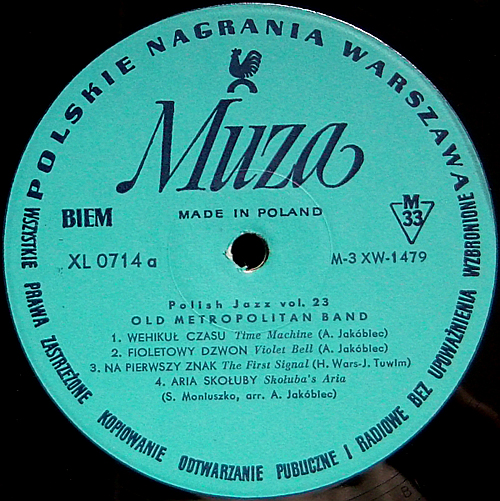 POLSKIE NAGRANIA WARSZAWA
Muza
MADE IN POLAND
BIEM
M
33
XL 0714 a
M-3 XW-1479
Polish Jazz vol. 23
OLD METROPOLITAN BAND
1. WEHIKUŁ CZASU Time Machine (A. Jakóbiec)
2. FIOLETOWY DZWON Violet Bell (A. Jakóbiec)
3. NA PIERWSZY ZNAK The First Signal (H. Wars-J. Tuwim)
4. ARIA SKOŁUBY Skołuba's Aria
(S. Moniuszko, arr. A. Jakóbiec)
WSZYSTKIE PRAWA ZASTRZEŻONE KOPIOWANIE ODTWARZANIE PUBLICZNE I RADIOWE BEZ UPOWAŻNIENIA WZBRONIONE